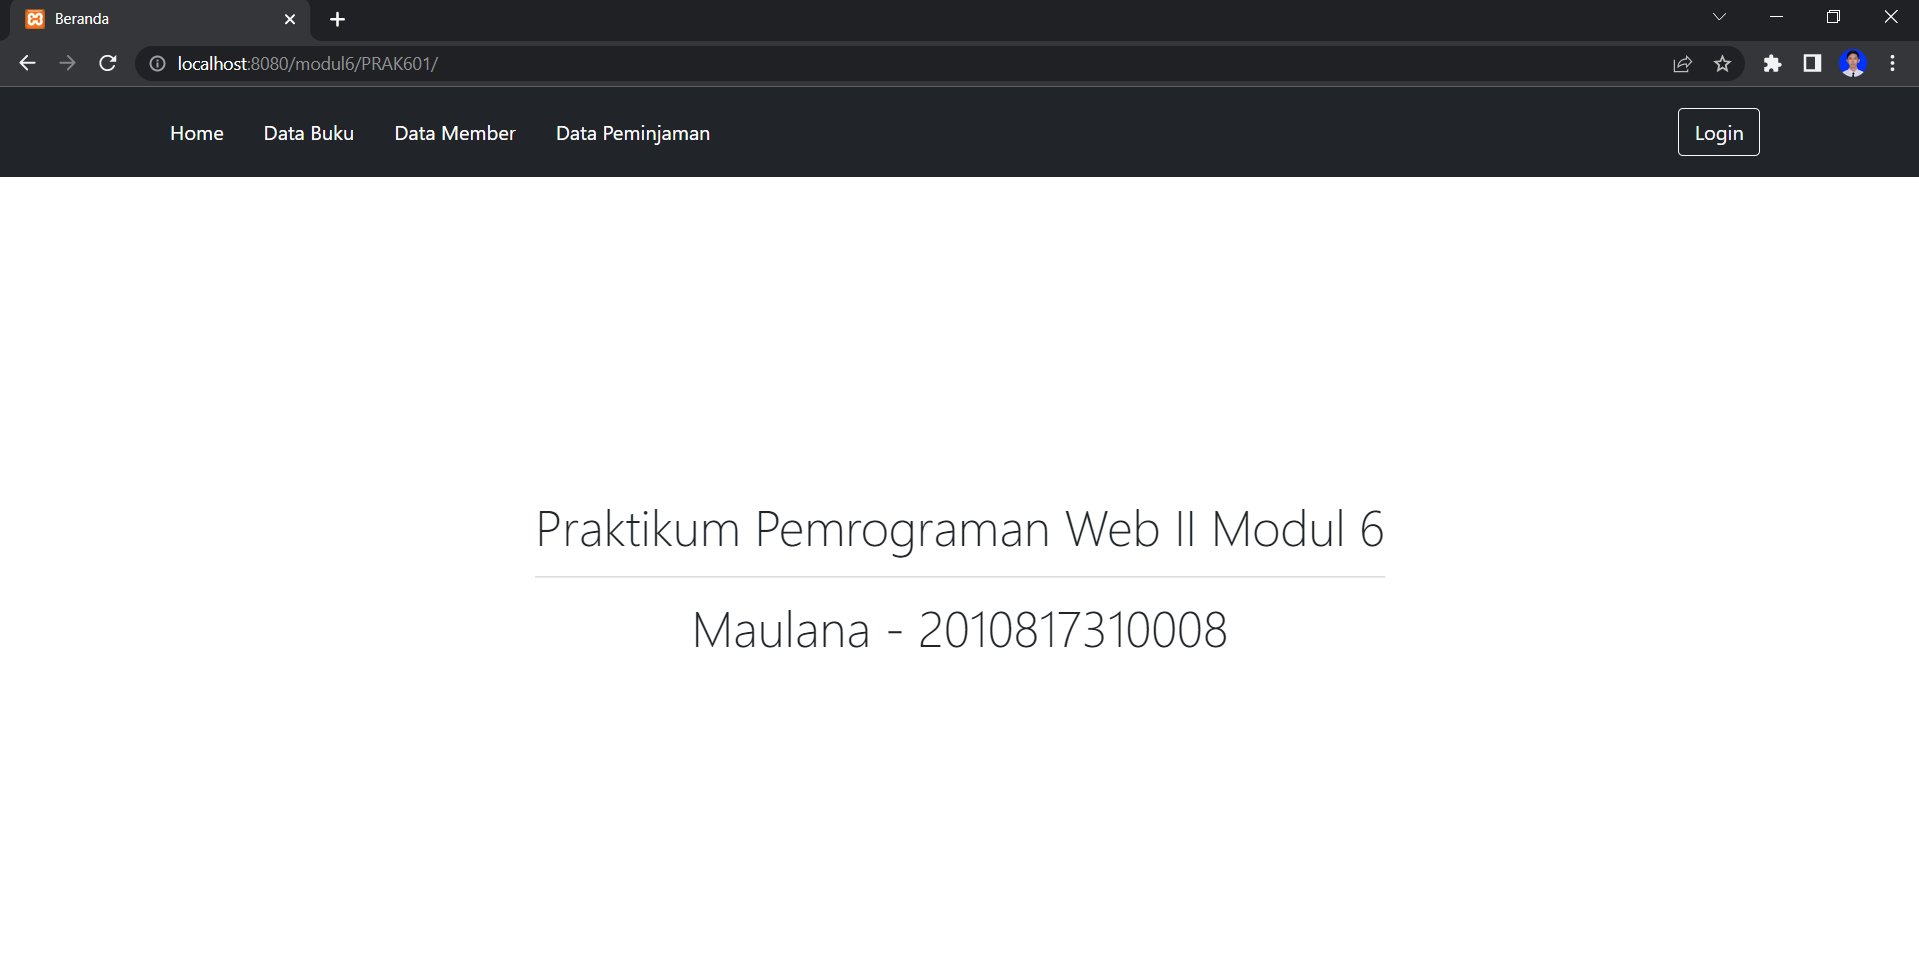 Beranda
localhost:8080/modul6/PRAK601/
Home Data Buku Data Member Data Peminjaman Login
Praktikum Pemrograman Web II Modul 6
Maulana - 2010817310008